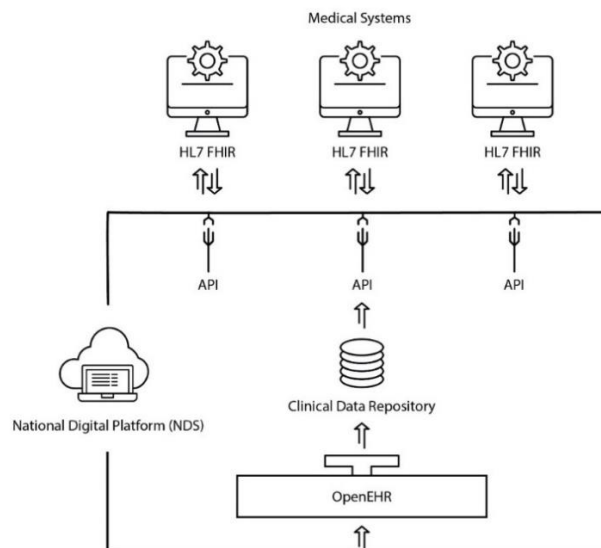 Medical Systems
HL7 FHIR
HL7 FHIR
HL7 FHIR
API
API
API
Clinical Data Repository
National Digital Platform (NDS)
OpenEHR